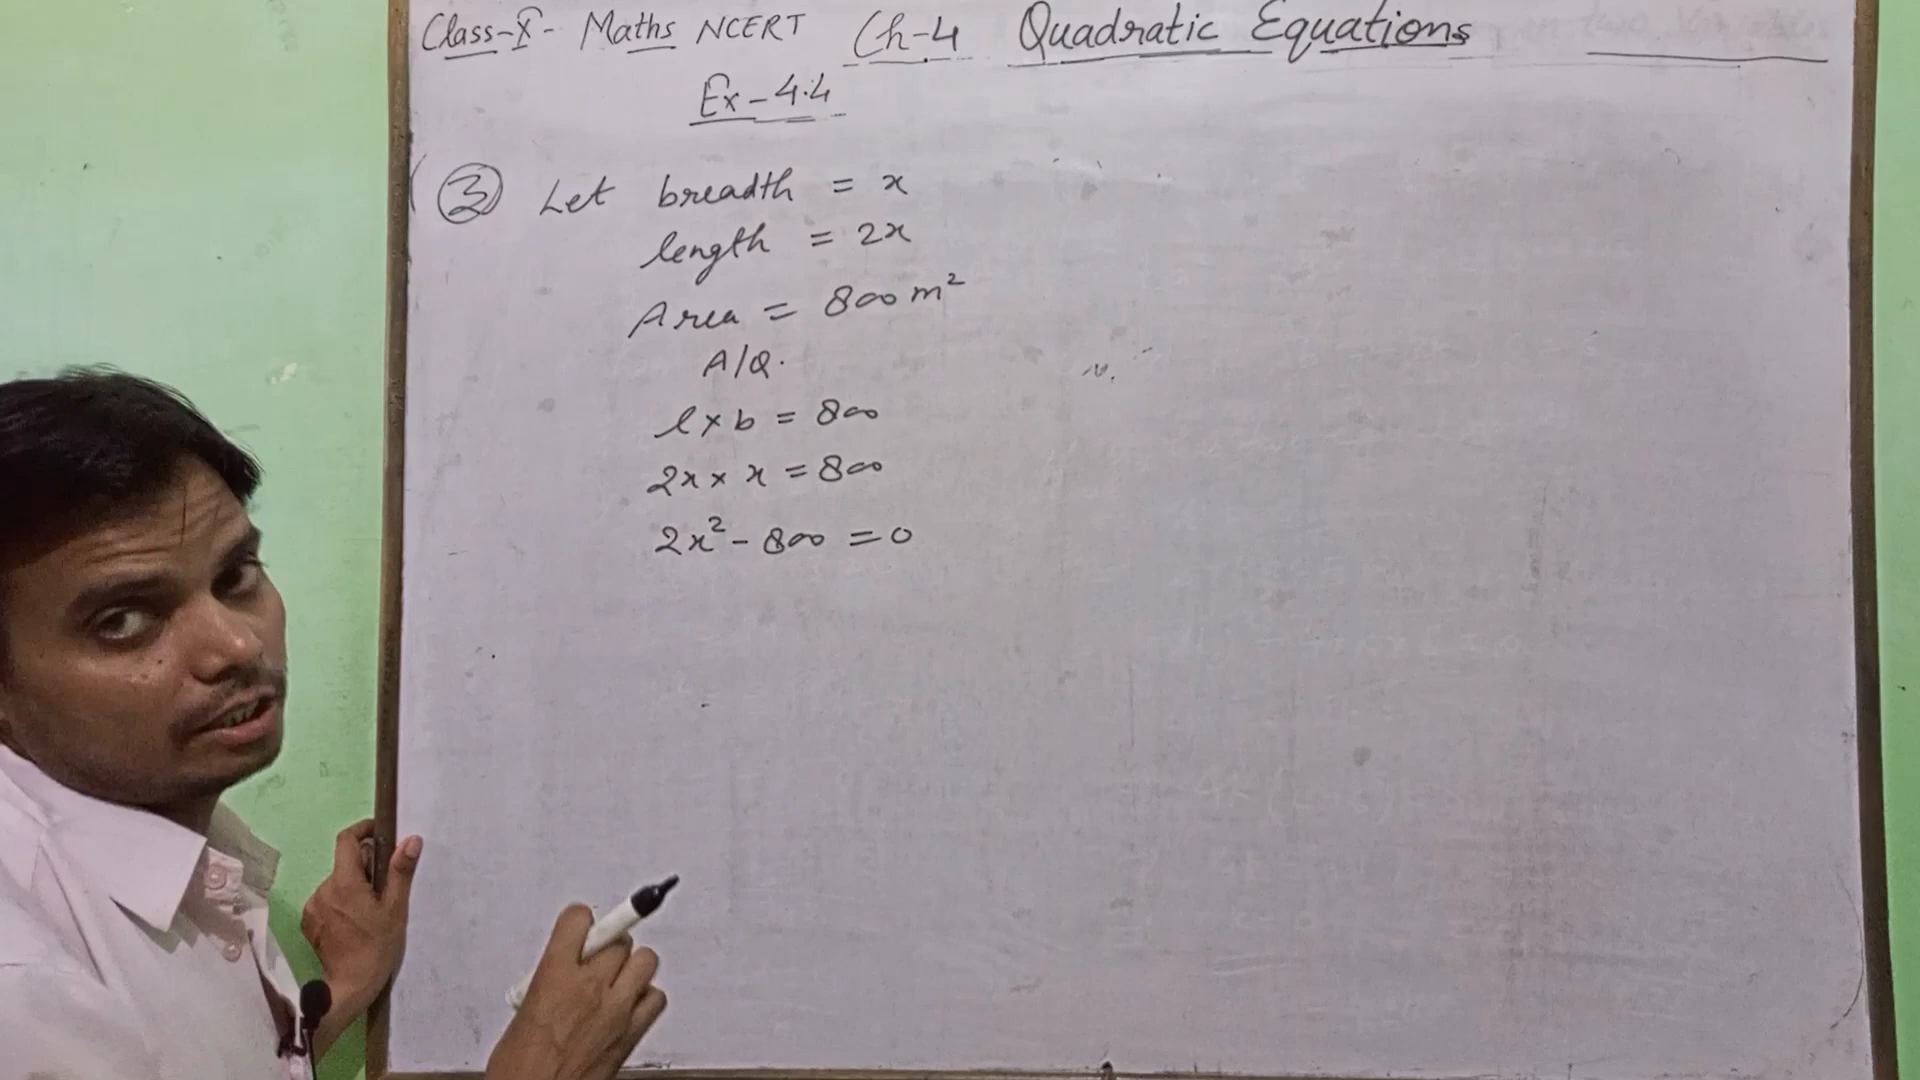 Class-X- Maths NCERT Ch-4 Quadratic Equations
Ex-4.4
3 Let breadth = x
length = 2x
Area = 800 m²
A/Q.
l × b = 800
2x × x = 800
2x² - 800 = 0